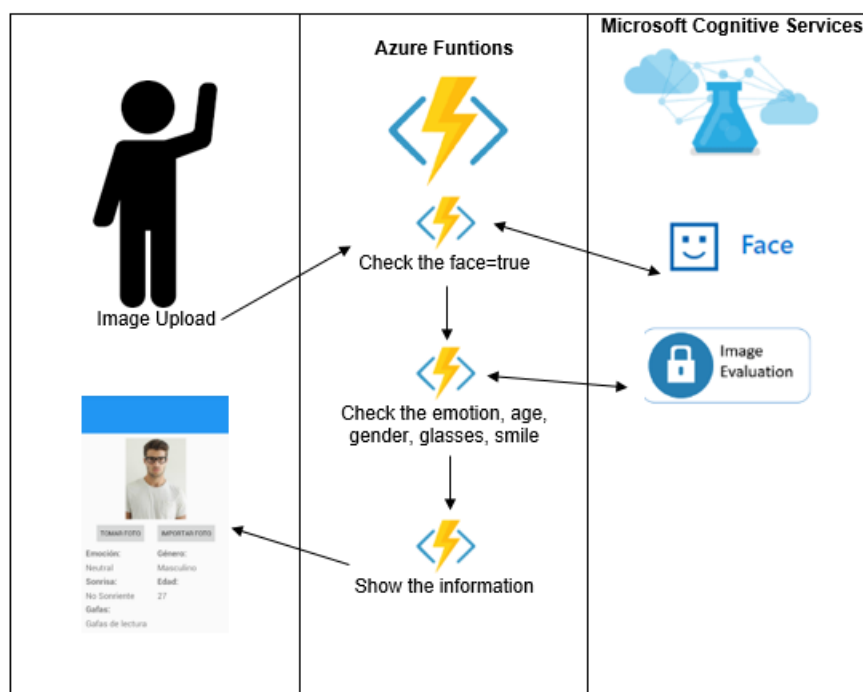 Azure Funtions
Microsoft Cognitive Services
Check the face=true
Face
Image Upload
Image
Evaluation
Check the emotion, age,
gender, glasses, smile
TOMAR FOTO IMPORTAR FOTO
Emoción: Género:
Neutral Masculino
Sonrisa: Edad:
No Sonriente 27
Gafas:
Gafas de lectura
Show the information